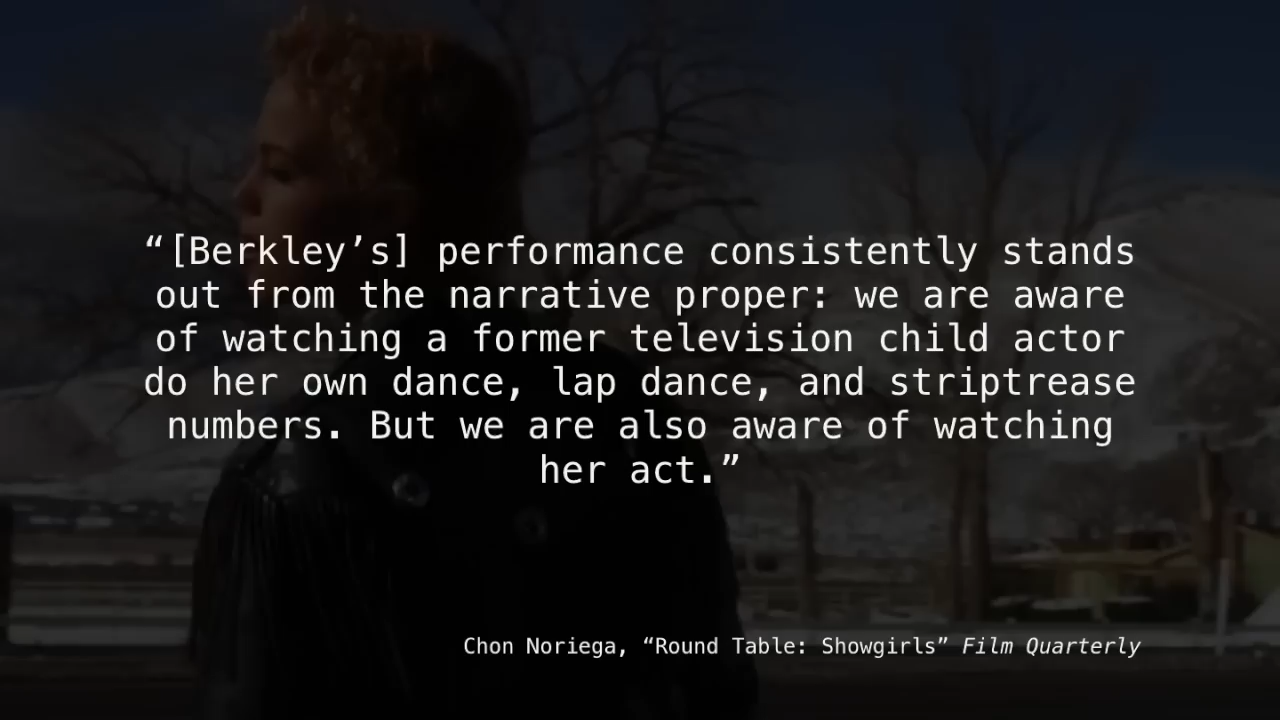 “[Berkley’s] performance consistently stands
out from the narrative proper: we are aware
of watching a former television child actor
do her own dance, lap dance, and striptrease
numbers. But we are also aware of watching
her act.”
Chon Noriega, “Round Table: Showgirls” Film Quarterly